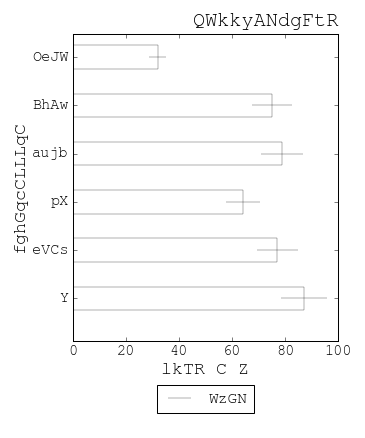 QWkkyANdgFtR
OeJW
BhAw
aujb
pX
eVCs
Y
fghGqcCLLLqC
0 20 40 60 80 100
lkTR C Z
WzGN